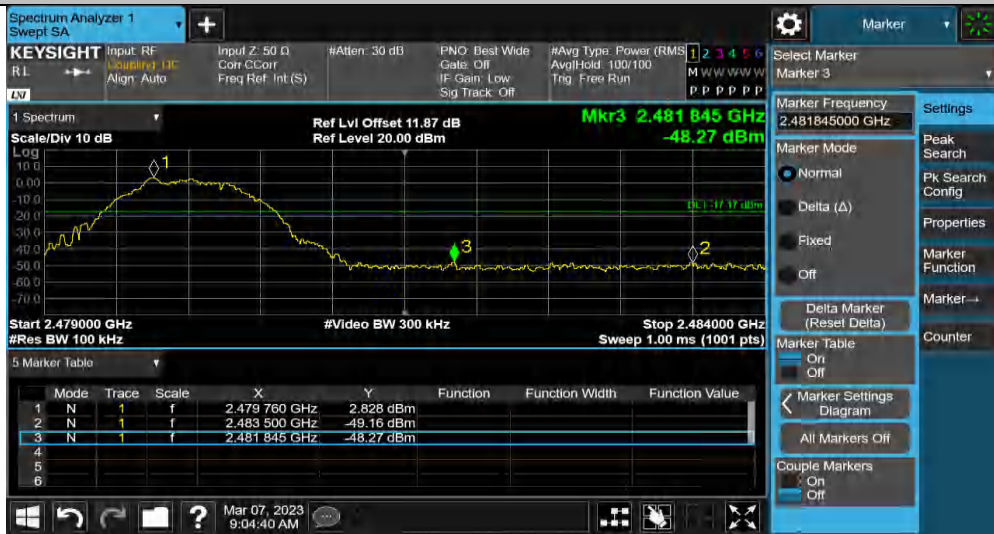 Spectrum Analyzer 1
Swept SA
+
Marker
KEYSIGHT
RL
LXI
Input: RF
Coupling: DC
Align: Auto
Input Z: 50 Ω
Corr CCorr
Freq Ref: Int (S)
#Atten: 30 dB
PNO: Best Wide
Gate: Off
IF Gain: Low
Sig Track: Off
#Avg Type: Power (RMS
Avg|Hold: 100/100
Trig: Free Run
1 2 3 4 5 6
M W W W W W
P P P P P P
Select Marker
Marker 3
1 Spectrum
Scale/Div 10 dB
Ref Lvl Offset 11.87 dB
Ref Level 20.00 dBm
Mkr3 2.481 845 GHz
-48.27 dBm
Log
10.0
0.00
-10.0
-20.0
-30.0
-40.0
-50.0
-60.0
-70.0
1
2
3
DL1 -17.17 dBm
Start 2.479000 GHz
#Res BW 100 kHz
#Video BW 300 kHz
Stop 2.484000 GHz
Sweep 1.00 ms (1001 pts)
5 Marker Table
Mode Trace Scale X Y Function Function Width Function Value
1 N 1 f 2.479 760 GHz 2.828 dBm
2 N 1 f 2.483 500 GHz -49.16 dBm
3 N 1 f 2.481 845 GHz -48.27 dBm
4
5
6
Marker Frequency
2.481845000 GHz
Marker Mode
Normal
Delta (Δ)
Fixed
Off
Delta Marker
(Reset Delta)
Marker Table
On
Off
Marker Settings
Diagram
All Markers Off
Couple Markers
On
Off
Settings
Peak
Search
Pk Search
Config
Properties
Marker
Function
Marker→
Counter
?
Mar 07, 2023
9:04:40 AM